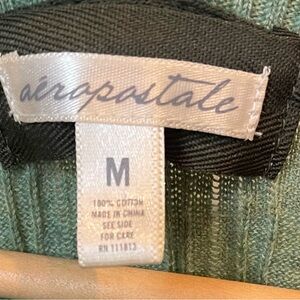 aéropostale
M
100% COTTON
MADE IN CHINA
SEE SIDE
FOR CARE
RN 111813